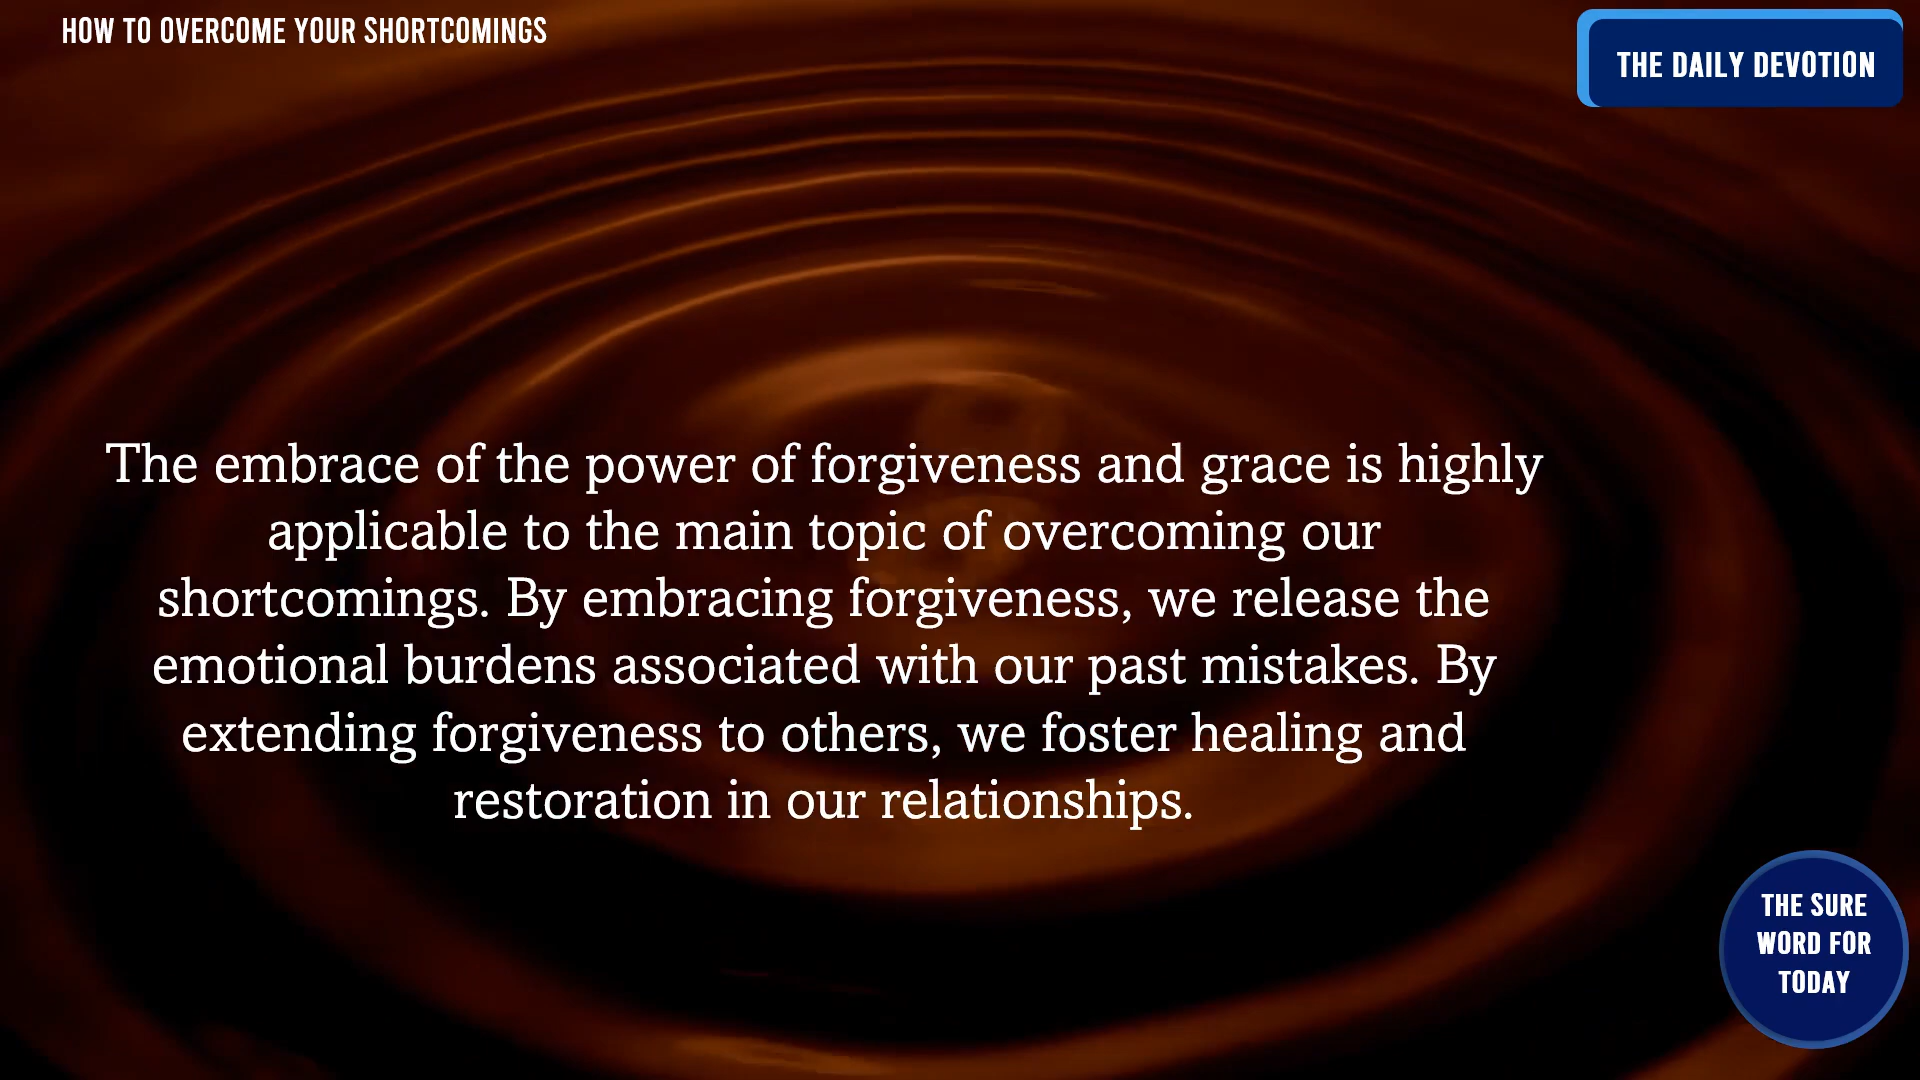 HOW TO OVERCOME YOUR SHORTCOMINGS
THE DAILY DEVOTION
The embrace of the power of forgiveness and grace is highly
applicable to the main topic of overcoming our
shortcomings. By embracing forgiveness, we release the
emotional burdens associated with our past mistakes. By
extending forgiveness to others, we foster healing and
restoration in our relationships.
THE SURE
WORD FOR
TODAY